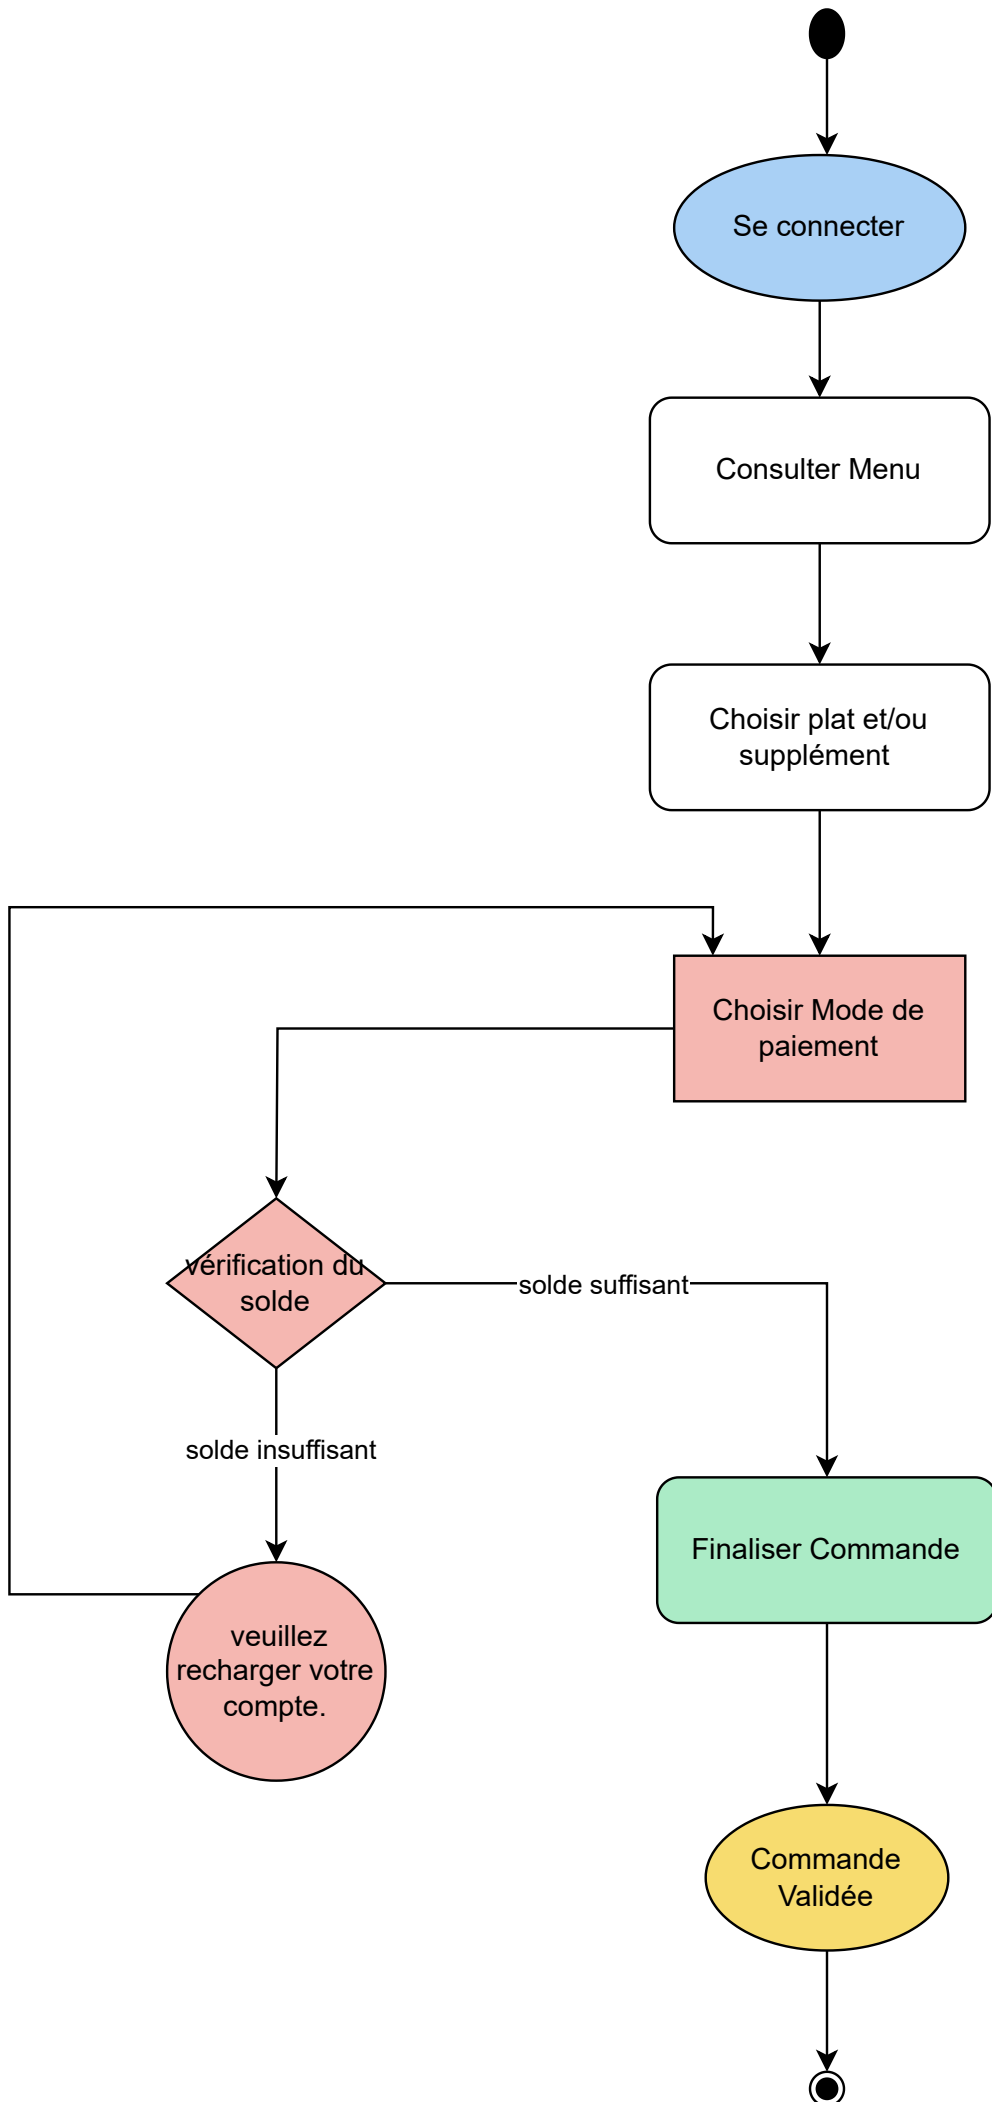 Se connecter
Consulter Menu
Choisir plat et/ou
supplément
Choisir Mode de
paiement
vérification du
solde
solde suffisant
solde insuffisant
Finaliser Commande
veuillez
recharger votre
compte.
Commande
Validée